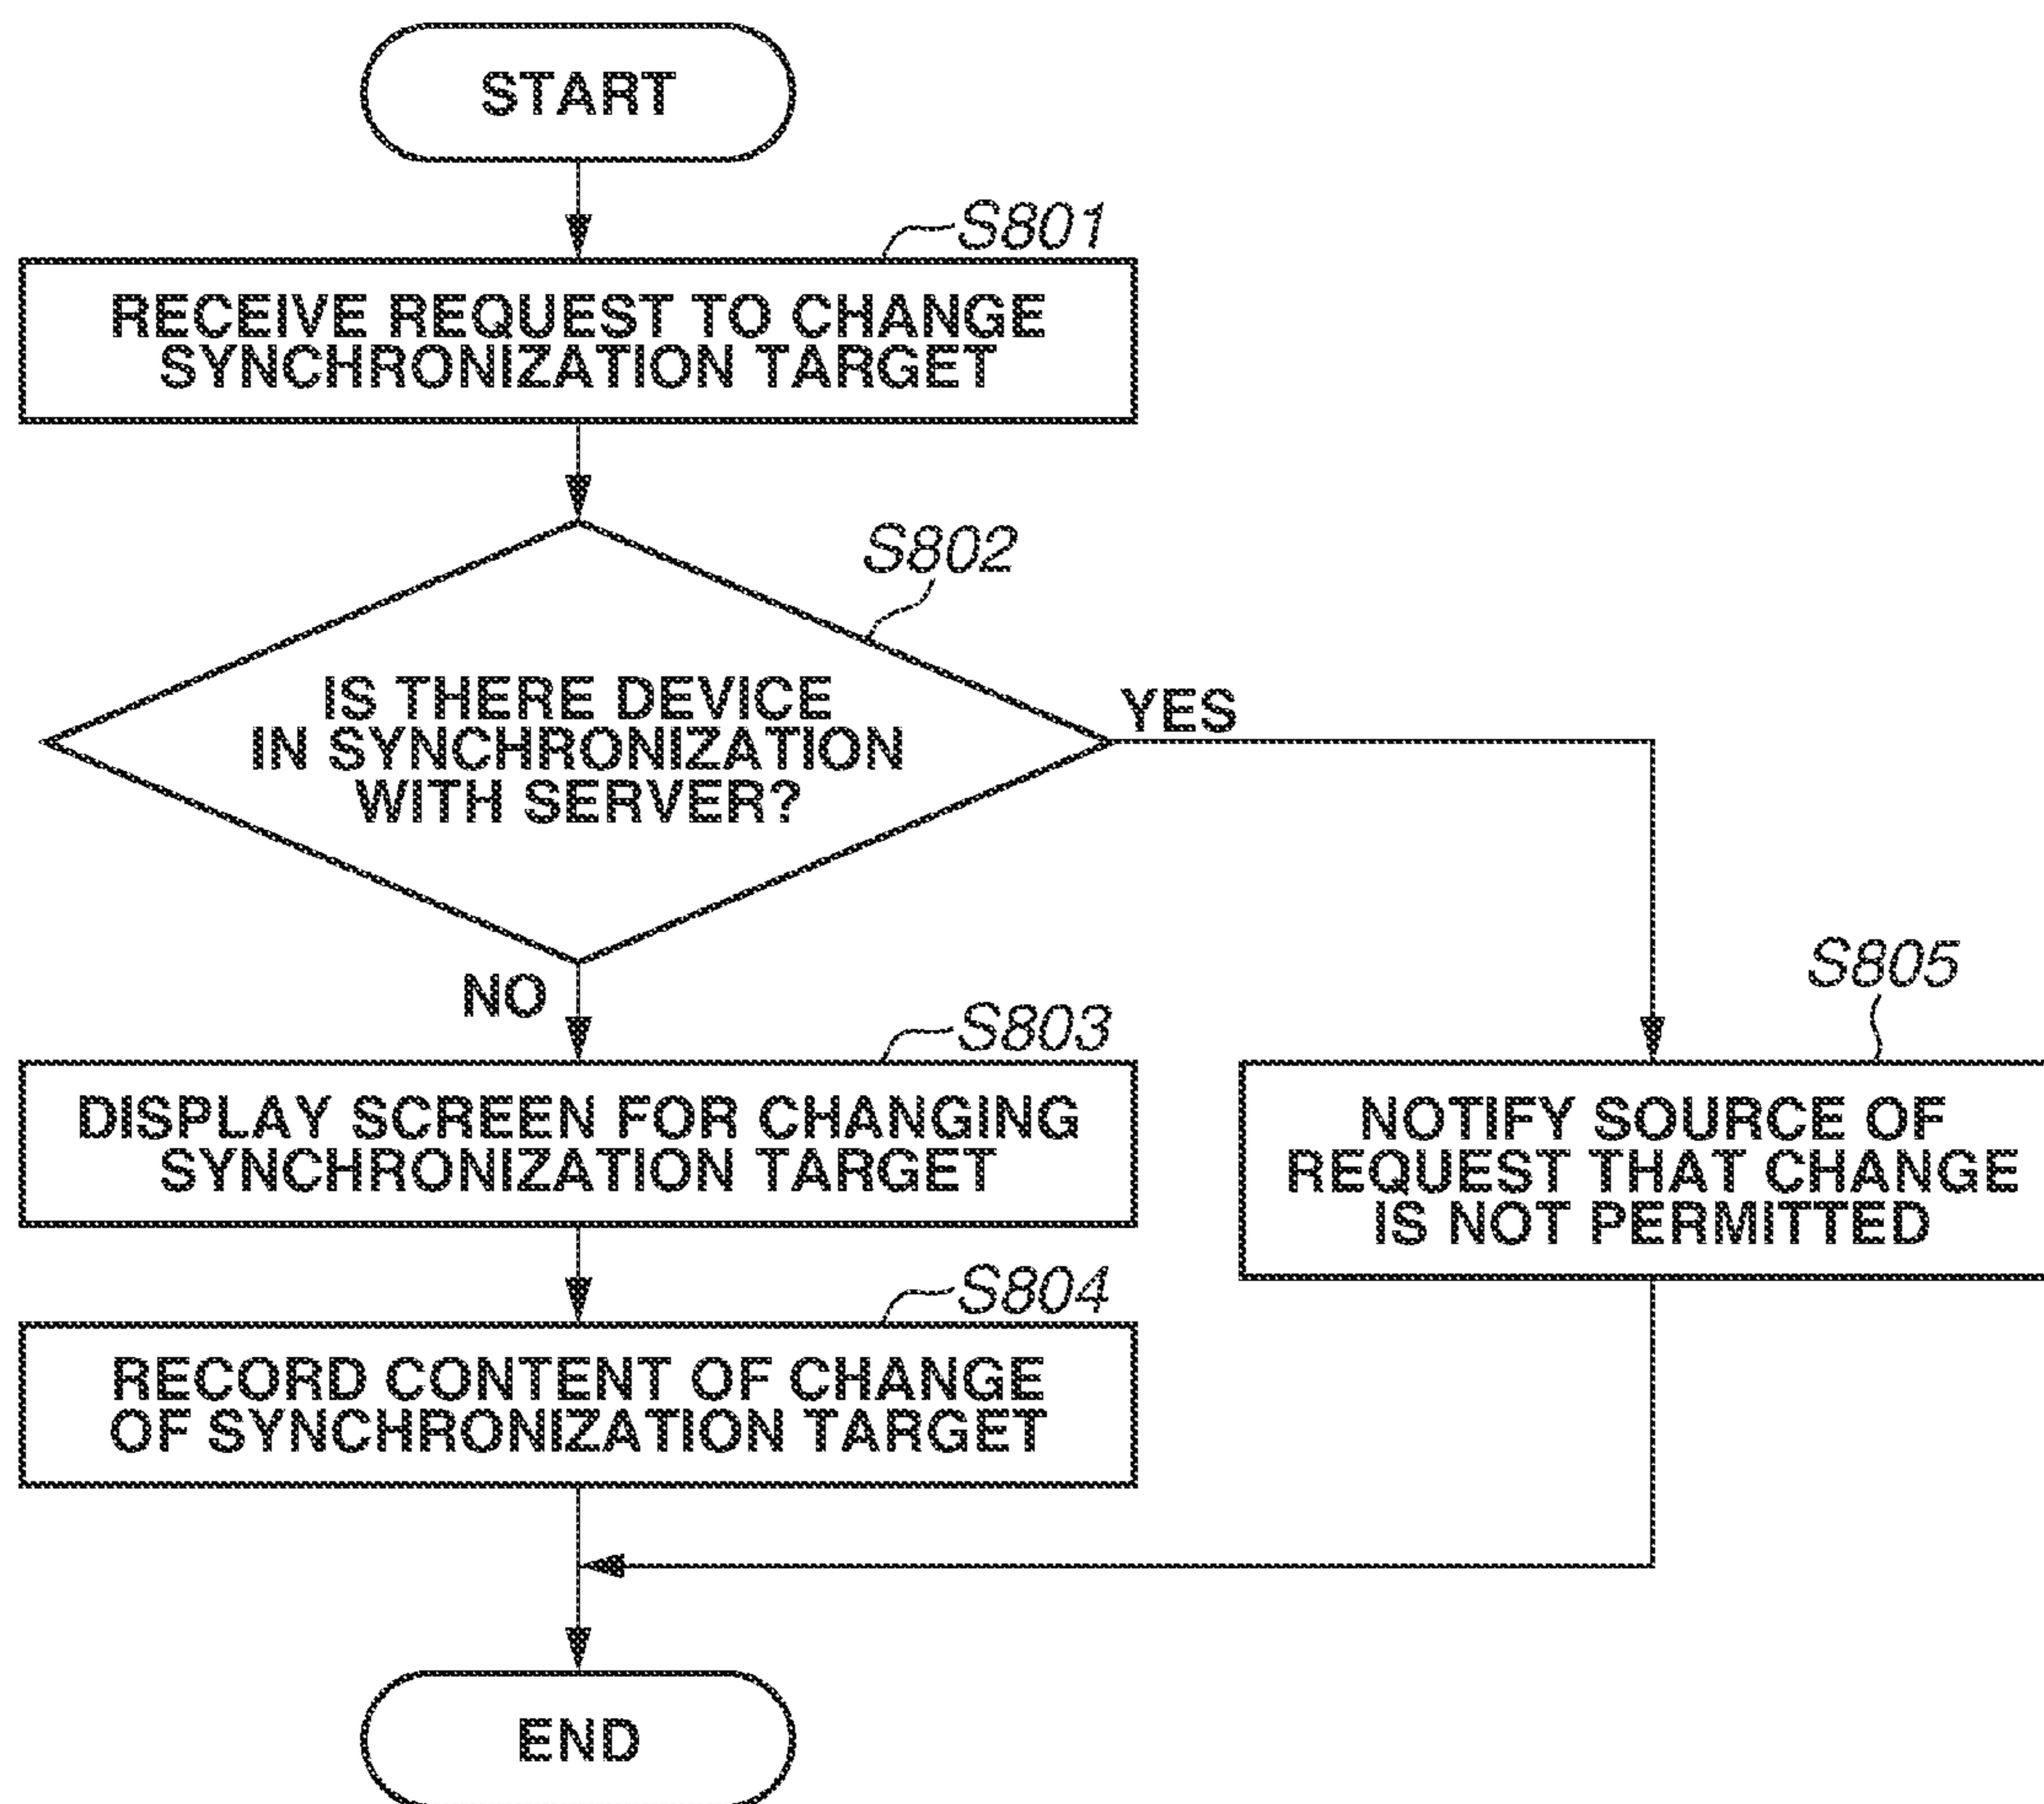 START
S801
RECEIVE REQUEST TO CHANGE
SYNCHRONIZATION TARGET
S802
IS THERE DEVICE
IN SYNCHRONIZATION
WITH SERVER?
YES
NO
S803
DISPLAY SCREEN FOR CHANGING
SYNCHRONIZATION TARGET
S805
NOTIFY SOURCE OF
REQUEST THAT CHANGE
IS NOT PERMITTED
S804
RECORD CONTENT OF CHANGE
OF SYNCHRONIZATION TARGET
END